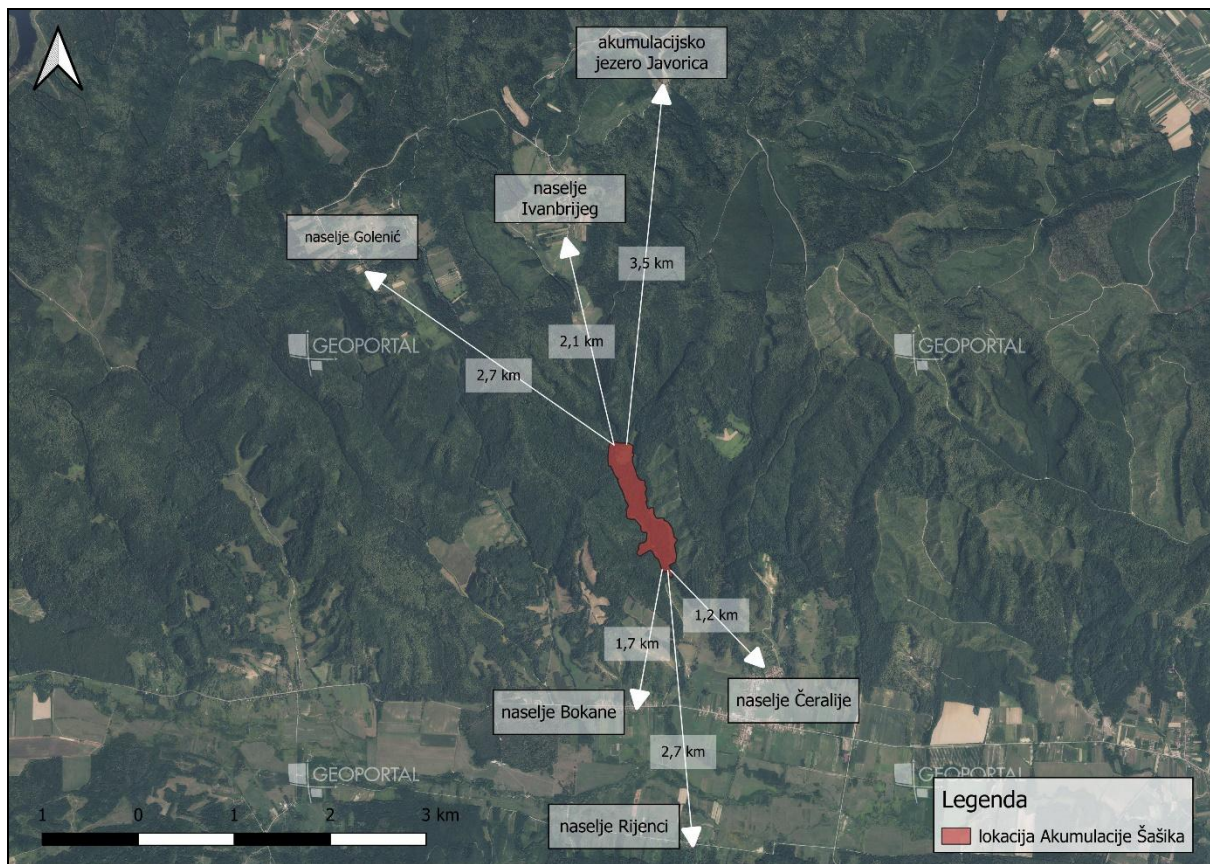 akumulacijsko
jezero Javorica
naselje
Ivanbrijeg
naselje Golenić
3,5 km
2,1 km
GEOPORTAL
GEOPORTAL
2,7 km
1,2 km
1,7 km
naselje Bokane
naselje Čeralije
2,7 km
GEOPORTAL
GEOPORTAL
Legenda
1 0 1 2 3 km
naselje Rijenci
lokacija Akumulacije Šašika